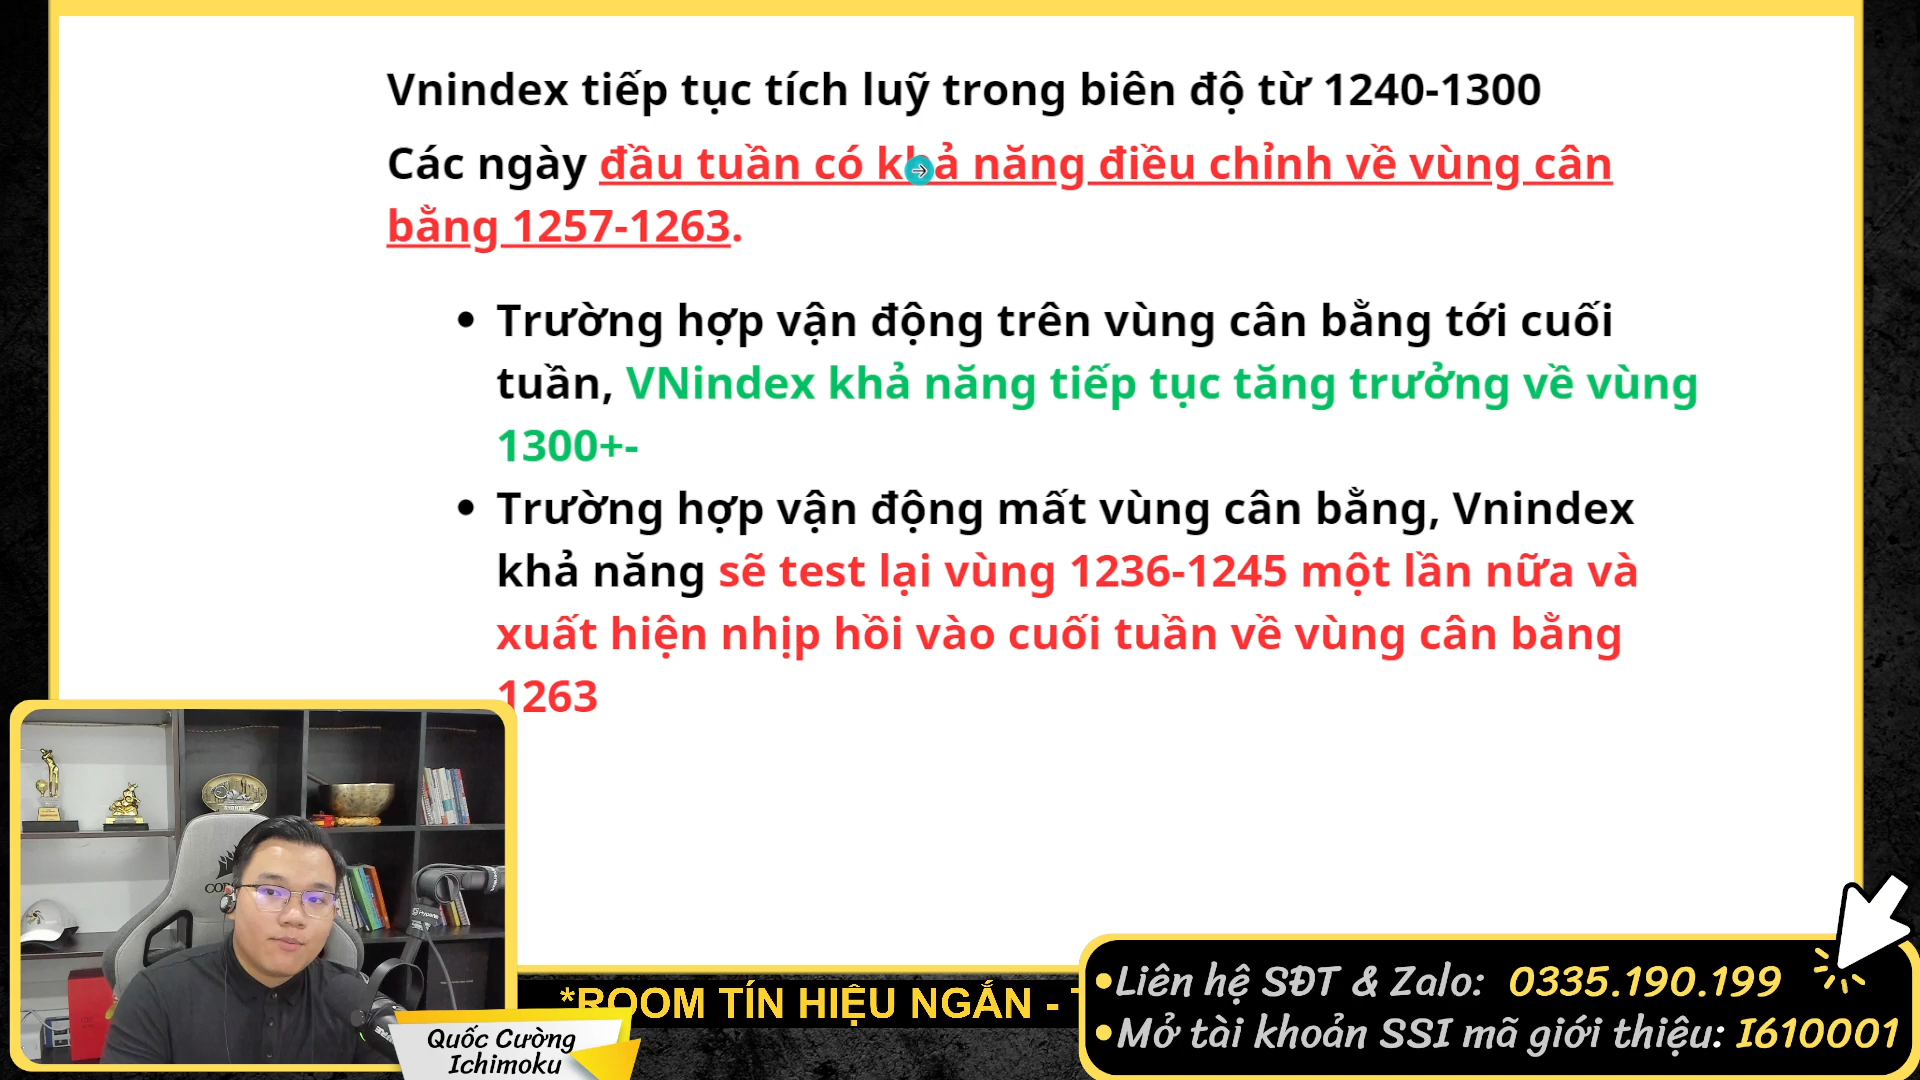 Vnindex tiếp tục tích luỹ trong biên độ từ 1240-1300
Các ngày đầu tuần có khả năng điều chỉnh về vùng cân
bằng 1257-1263.
• Trường hợp vận động trên vùng cân bằng tới cuối
tuần, VNindex khả năng tiếp tục tăng trưởng về vùng
1300+-
• Trường hợp vận động mất vùng cân bằng, Vnindex
khả năng sẽ test lại vùng 1236-1245 một lần nữa và
xuất hiện nhịp hồi vào cuối tuần về vùng cân bằng
1263
*ROOM TÍN HIỆU NGẮN -
Quốc Cường
Ichimoku
•Liên hệ SĐT & Zalo: 0335.190.199
•Mở tài khoản SSI mã giới thiệu: I610001